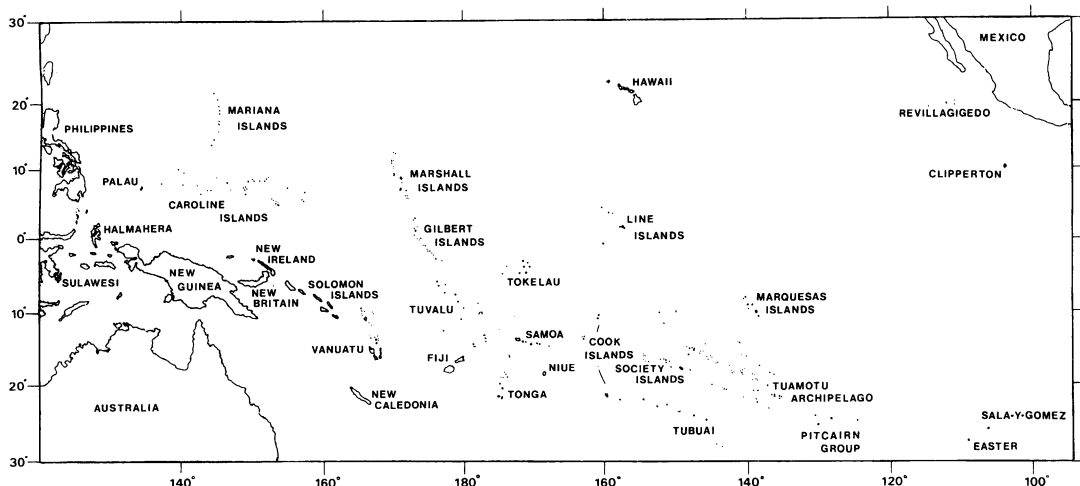 30°
MEXICO
HAWAII
20°
MARIANA
ISLANDS
REVILLAGIGEDO
PHILIPPINES
10°
MARSHALL
ISLANDS
CLIPPERTON
PALAU
CAROLINE
ISLANDS
LINE
ISLANDS
HALMAHERA
GILBERT
ISLANDS
0°
NEW
IRELAND
SULAWESI
NEW
GUINEA
NEW
BRITAIN
SOLOMON
ISLANDS
TOKELAU
MARQUESAS
ISLANDS
10°
TUVALU
SAMOA
VANUATU
FIJI
COOK
ISLANDS
NIUE
SOCIETY
ISLANDS
20°
TUAMOTU
ARCHIPELAGO
NEW
CALEDONIA
TONGA
AUSTRALIA
SALA-Y-GOMEZ
TUBUAI
PITCAIRN
GROUP
EASTER
30°
140° 160° 180° 160° 140° 120° 100°